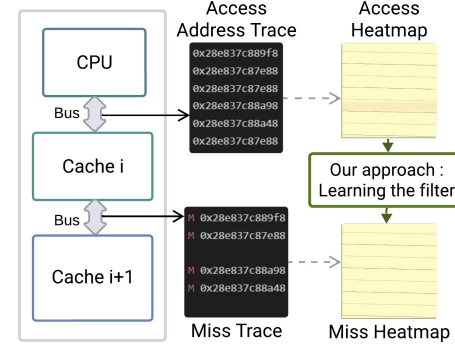 Access
Address Trace
Access
Heatmap
CPU
Bus
Cache i
Bus
Cache i+1
0x28e837c889f8
0x28e837c87e88
0x28e837c87e88
0x28e837c88a98
0x28e837c88a48
0x28e837c87e88
Our approach :
Learning the filter
M 0x28e837c889f8
M 0x28e837c87e88
M 0x28e837c88a98
M 0x28e837c88a48
Miss Trace
Miss Heatmap